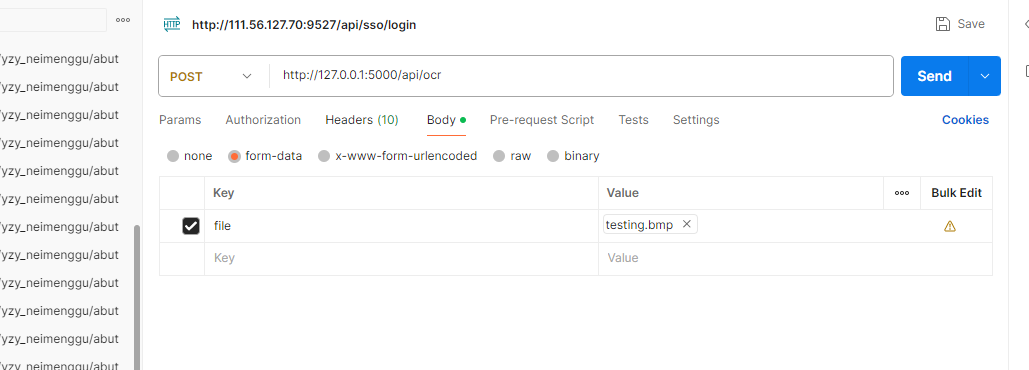 HTTP http://111.56.127.70:9527/api/sso/login Save
POST http://127.0.0.1:5000/api/ocr Send
Params Authorization Headers (10) Body Pre-request Script Tests Settings Cookies
none form-data x-www-form-urlencoded raw binary
Key Value Bulk Edit
file testing.bmp
Key Value
/yzy_neimenggu/abut
/yzy_neimenggu/abut
/yzy_neimenggu/abut
/yzy_neimenggu/abut
/yzy_neimenggu/abut
/yzy_neimenggu/abut
/yzy_neimenggu/abut
/yzy_neimenggu/abut
/yzy_neimenggu/abut
/yzy_neimenggu/abut
/yzy_neimenggu/abut
/yzy_neimenggu/abut